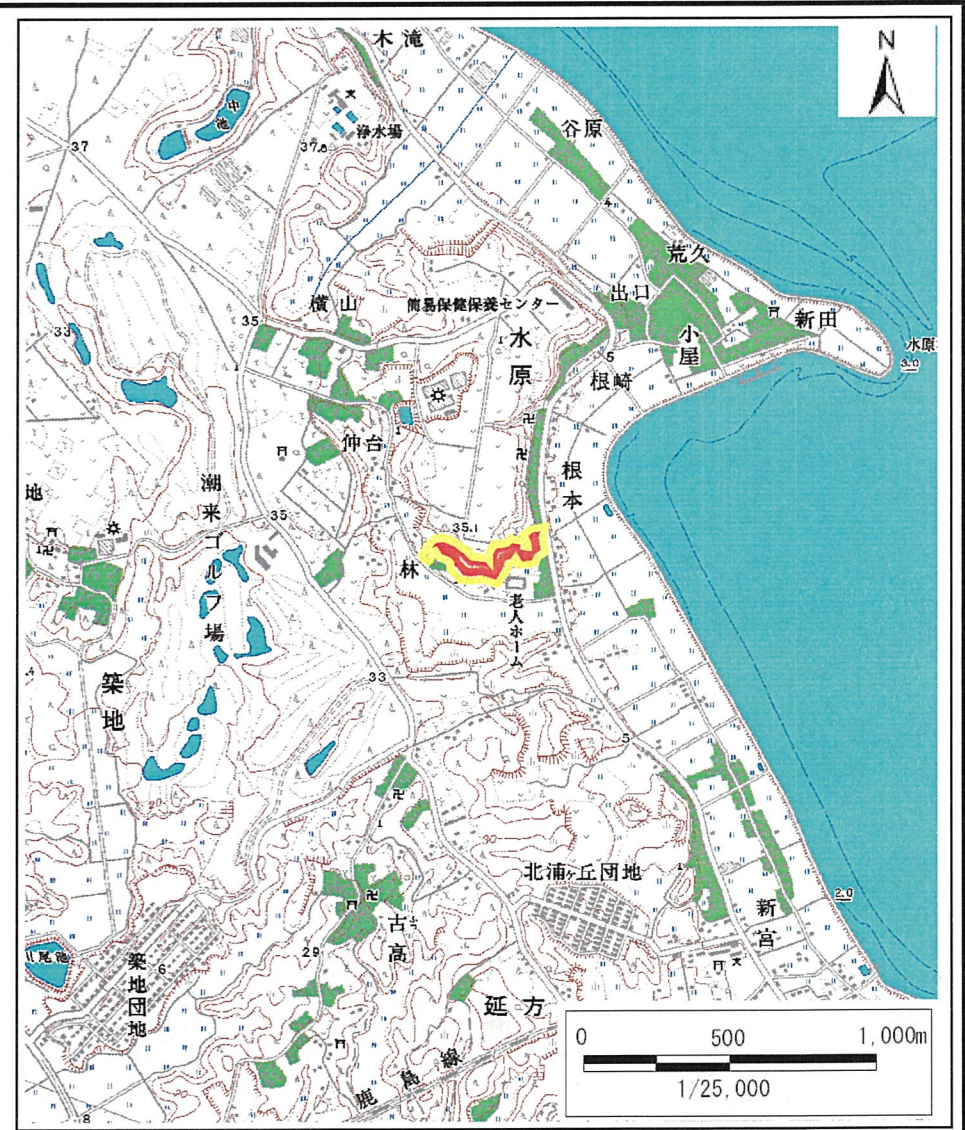 木滝
N
中池
浄水場
37.8
37
谷原
4
荒久
出口
新田
小屋
水原
3.0
横山
簡易保健保養センター
水原
35
5
根崎
33
仲台
根本
潮来ゴルフ場
地
35
35.1
林
老人ホーム
築地
33
5
北浦ヶ丘団地
2.0
新宮
古高
29
築地団地
6
延方
鹿島線
8
0 500 1,000m
1/25,000